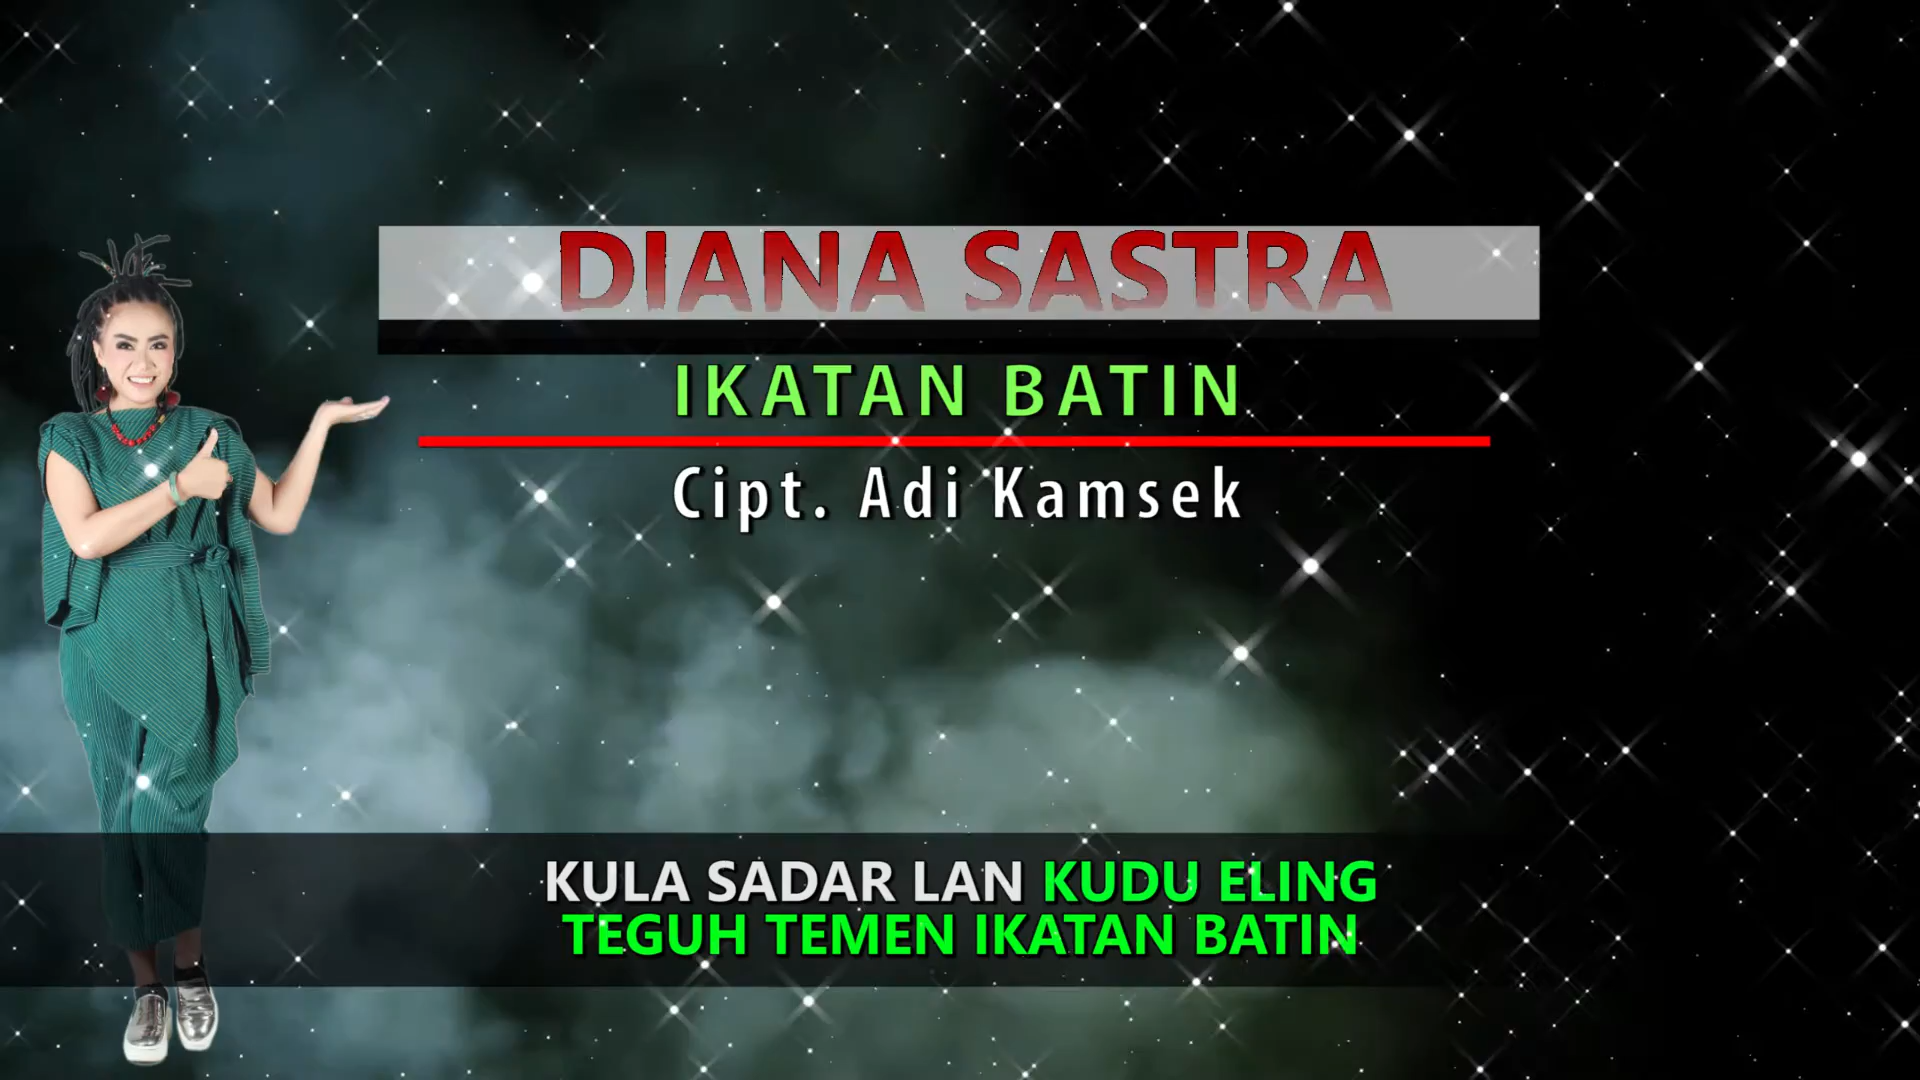 DIANA SASTRA
IKATAN BATIN
Cipt. Adi Kamsek
KULA SADAR LAN KUDU ELING
TEGUH TEMEN IKATAN BATIN